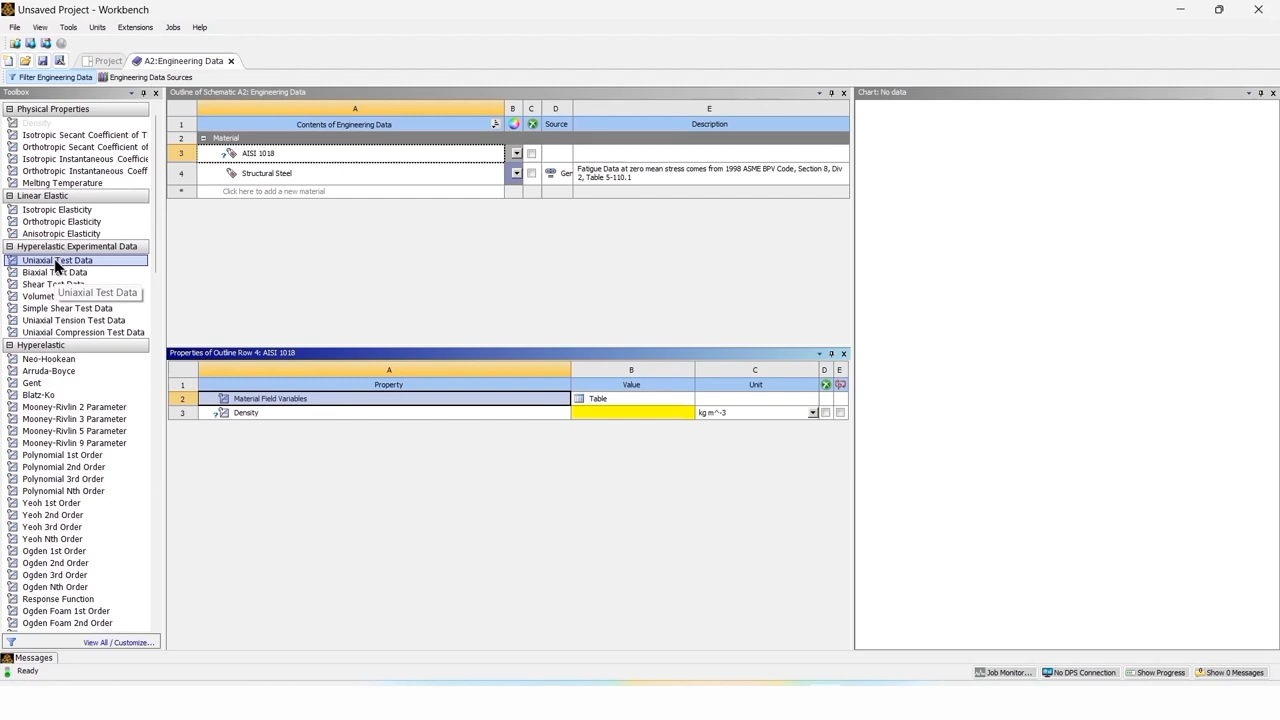 Unsaved Project - Workbench
File View Tools Units Extensions Jobs Help
Project A2:Engineering Data
Filter Engineering Data Engineering Data Sources
Toolbox
Physical Properties
Density
Isotropic Secant Coefficient of T
Orthotropic Secant Coefficient of
Isotropic Instantaneous Coefficie
Orthotropic Instantaneous Coeff
Melting Temperature
Linear Elastic
Isotropic Elasticity
Orthotropic Elasticity
Anisotropic Elasticity
Hyperelastic Experimental Data
Uniaxial Test Data
Biaxial Test Data
Shear Test Data
Volumet
Uniaxial Test Data
Simple Shear Test Data
Uniaxial Tension Test Data
Uniaxial Compression Test Data
Hyperelastic
Neo-Hookean
Arruda-Boyce
Gent
Blatz-Ko
Mooney-Rivlin 2 Parameter
Mooney-Rivlin 3 Parameter
Mooney-Rivlin 5 Parameter
Mooney-Rivlin 9 Parameter
Polynomial 1st Order
Polynomial 2nd Order
Polynomial 3rd Order
Polynomial Nth Order
Yeoh 1st Order
Yeoh 2nd Order
Yeoh 3rd Order
Yeoh Nth Order
Ogden 1st Order
Ogden 2nd Order
Ogden 3rd Order
Ogden Nth Order
Response Function
Ogden Foam 1st Order
Ogden Foam 2nd Order
View All / Customize...
Outline of Schematic A2: Engineering Data
A B C D E
1 Contents of Engineering Data Source Description
2 Material
3 ? AISI 1018
4 Structural Steel Ger Fatigue Data at zero mean stress comes from 1998 ASME BPV Code, Section 8, Div
2, Table 5-110.1
* Click here to add a new material
Properties of Outline Row 4: AISI 1018
A B C D E
1 Property Value Unit
2 Material Field Variables Table
3 ? Density kg m^-3
Chart: No data
Messages
Ready
Job Monitor... No DPS Connection Show Progress Show 0 Messages